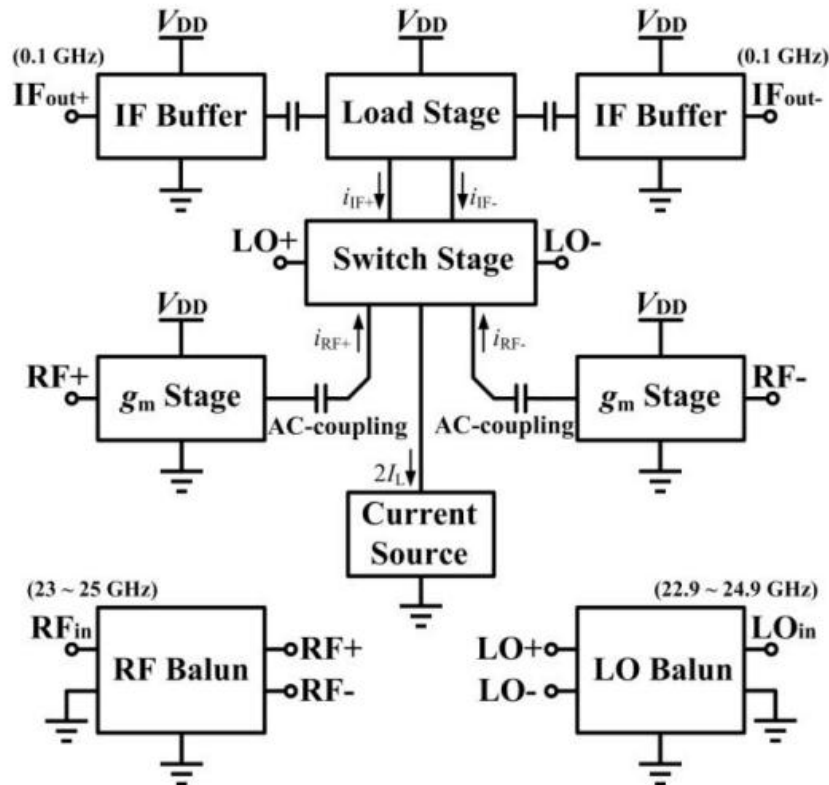 VDD VDD VDD
(0.1 GHz) (0.1 GHz)
IFout+ IF Buffer Load Stage IF Buffer IFout-
iIF+ iIF-
LO+ Switch Stage LO-
VDD iRF+ iRF- VDD
RF+ gm Stage gm Stage RF-
AC-coupling AC-coupling
2IL
Current
Source
(23 ~ 25 GHz) (22.9 ~ 24.9 GHz)
RFin RF+ LO+ LOin
RF Balun LO Balun
RF- LO-